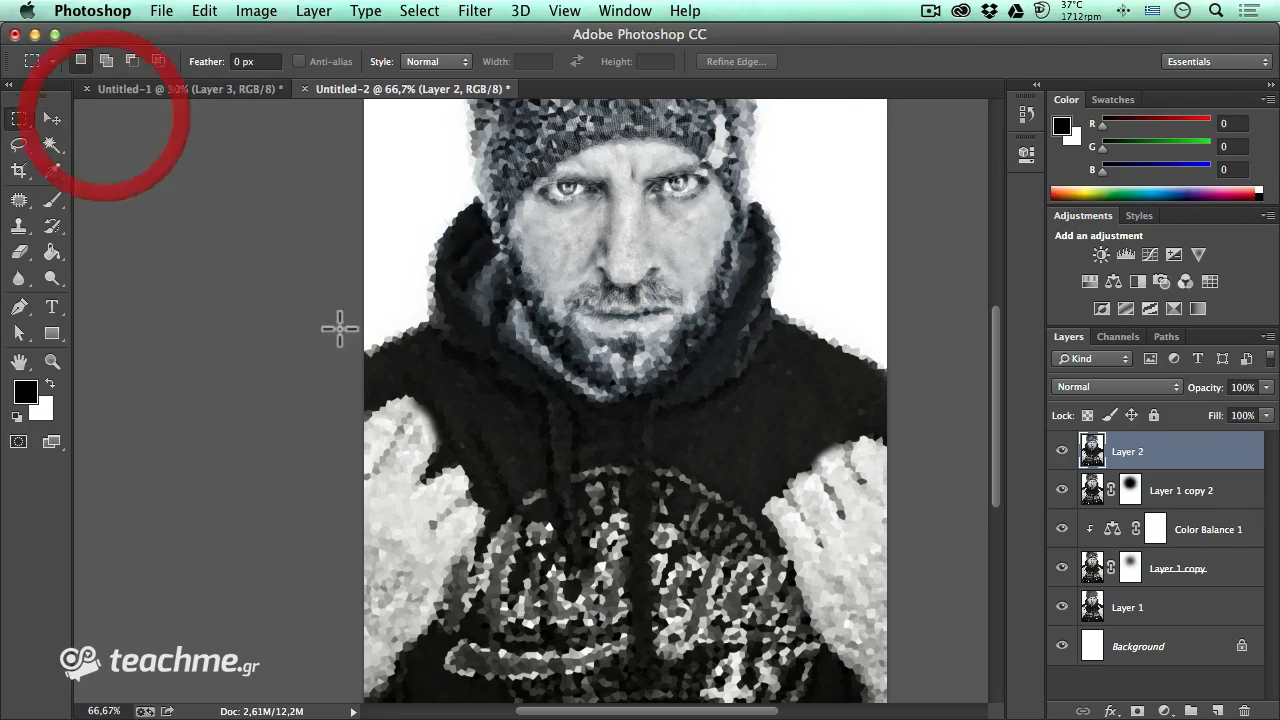 Photoshop File Edit Image Layer Type Select Filter 3D View Window Help 37°C 1712rpm
Adobe Photoshop CC
Feather: 0 px Anti-alias Style: Normal Width: Height: Refine Edge... Essentials
Untitled-1 @ 50% (Layer 3, RGB/8) * Untitled-2 @ 66,7% (Layer 2, RGB/8) *
Color Swatches
R 0
G 0
B 0
Adjustments Styles
Add an adjustment
Layers Channels Paths
Kind
Normal Opacity: 100%
Lock: Fill: 100%
Layer 2
Layer 1 copy 2
Color Balance 1
Layer 1 copy
Layer 1
Background
teachme.gr
66,67% Doc: 2,61M/12,2M